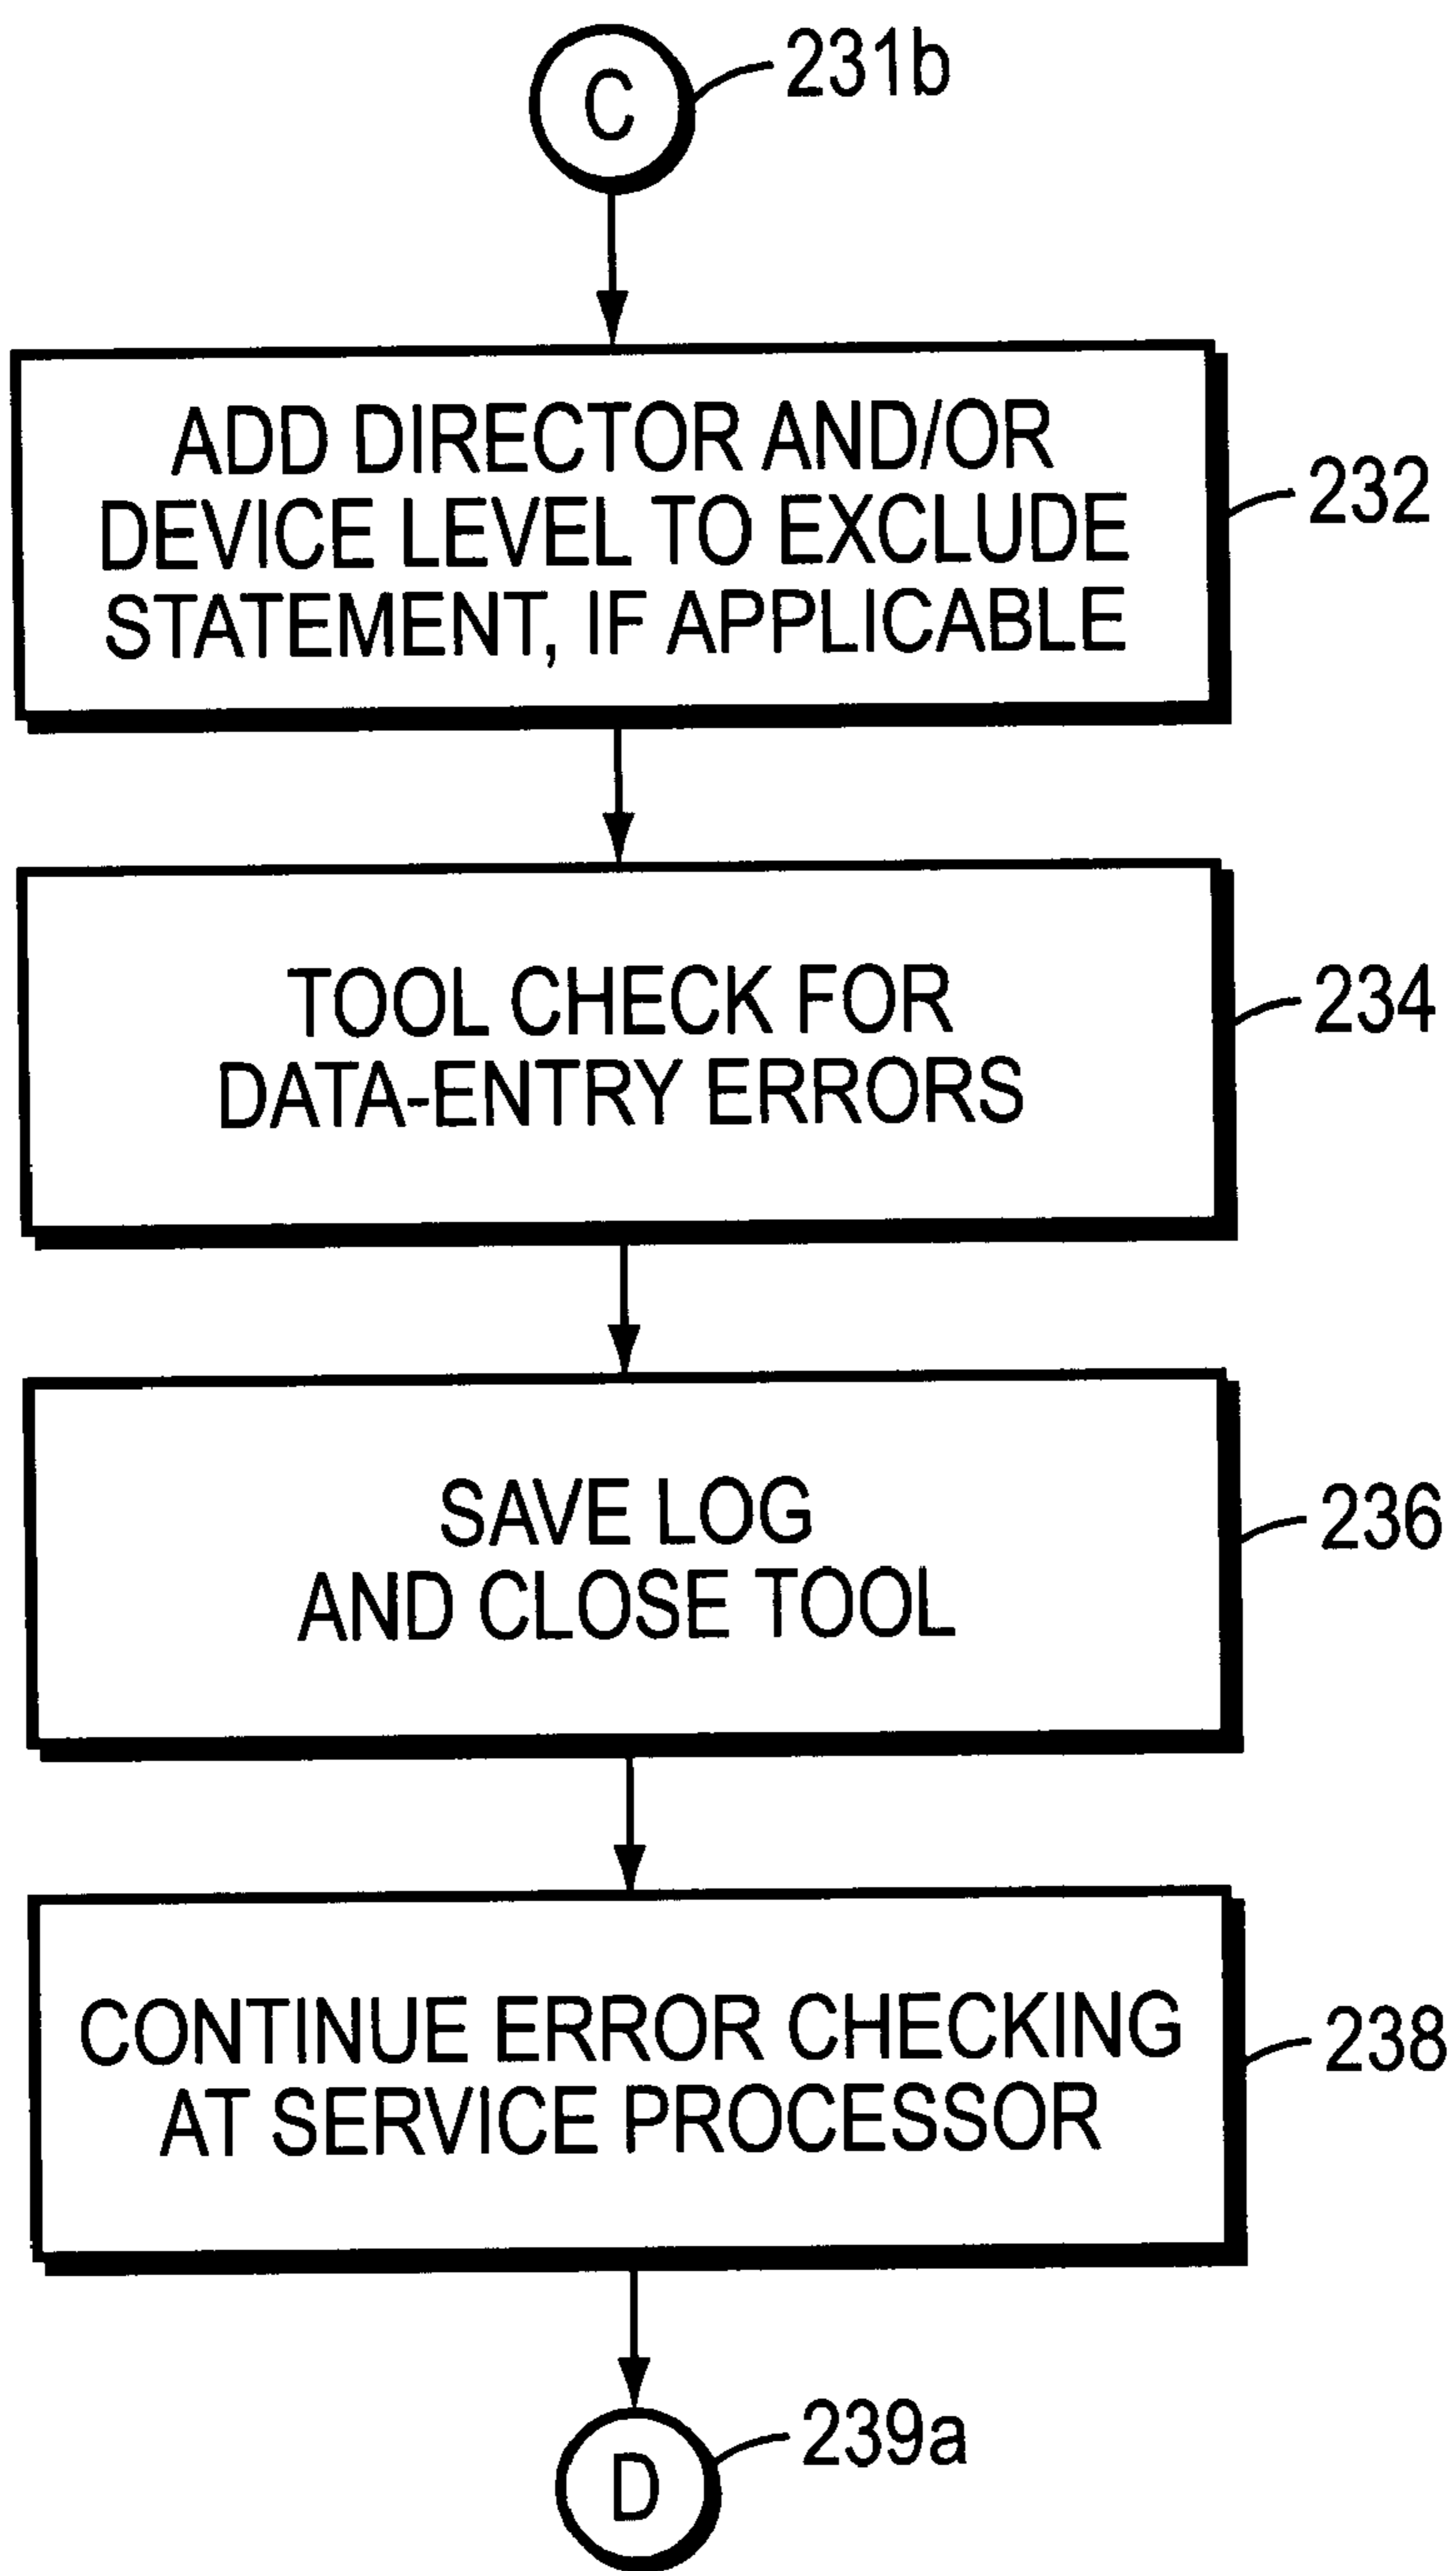 C
231b
ADD DIRECTOR AND/OR
DEVICE LEVEL TO EXCLUDE
STATEMENT, IF APPLICABLE
232
TOOL CHECK FOR
DATA-ENTRY ERRORS
234
SAVE LOG
AND CLOSE TOOL
236
CONTINUE ERROR CHECKING
AT SERVICE PROCESSOR
238
D
239a